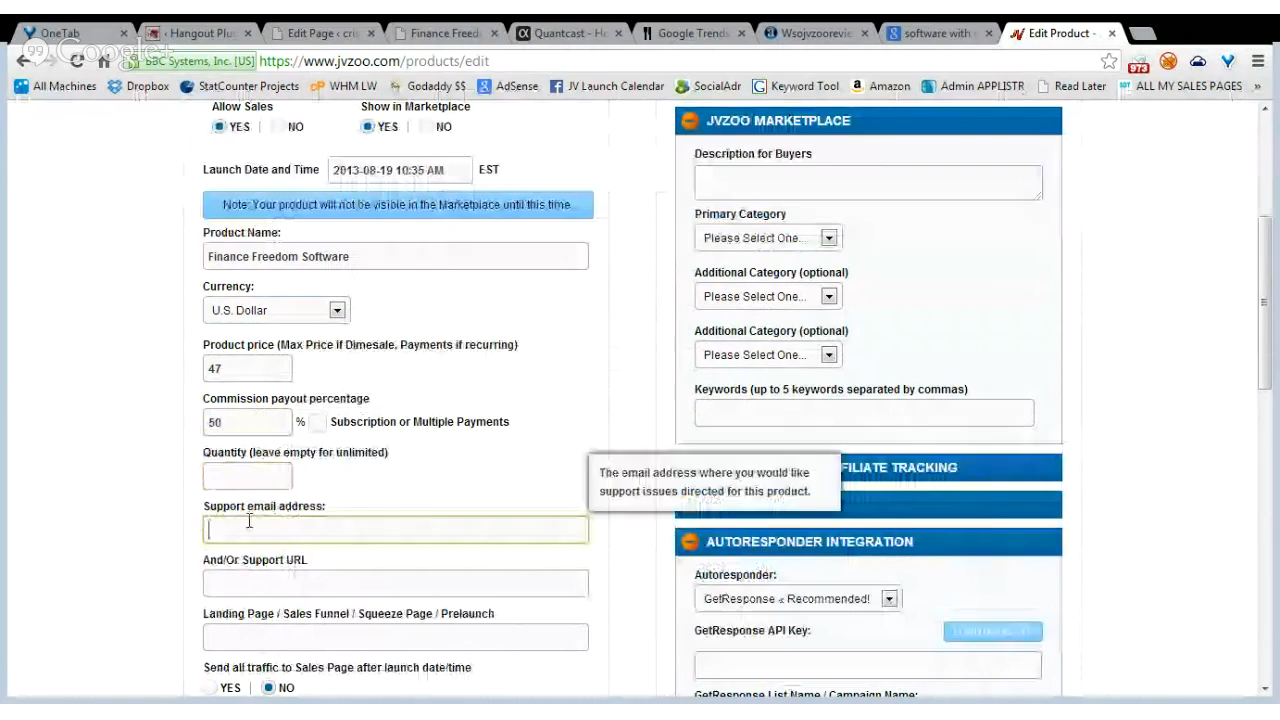 OneTab
Hangout Plu
Edit Page ‹ cris
Finance Freed
Quantcast - Ho
Google Trends
Wsojvzoorevie
software with
Edit Product -
99 Google+
BBC Systems, Inc. [US]
https://www.jvzoo.com/products/edit
973
All Machines
Dropbox
StatCounter Projects
WHM LW
Godaddy $$
AdSense
JV Launch Calendar
SocialAdr
Keyword Tool
Amazon
Admin APPLISTR
Read Later
ALL MY SALES PAGES
»
Allow Sales
Show in Marketplace
YES | NO
YES | NO
Launch Date and Time 2013-08-19 10:35 AM EST
Note: Your product will not be visible in the Marketplace until this time.
Product Name:
Finance Freedom Software
Currency:
U.S. Dollar
Product price (Max Price if Dimesale, Payments if recurring)
47
Commission payout percentage
50 % Subscription or Multiple Payments
Quantity (leave empty for unlimited)
Support email address:
And/Or Support URL
Landing Page / Sales Funnel / Squeeze Page / Prelaunch
Send all traffic to Sales Page after launch date/time
YES | NO
The email address where you would like
support issues directed for this product.
JVZOO MARKETPLACE
Description for Buyers
Primary Category
Please Select One...
Additional Category (optional)
Please Select One...
Additional Category (optional)
Please Select One...
Keywords (up to 5 keywords separated by commas)
FILIATE TRACKING
AUTORESPONDER INTEGRATION
Autoresponder:
GetResponse « Recommended!
GetResponse API Key:
GetResponse List Name / Campaign Name: